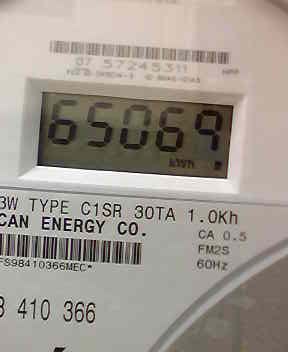 07 57245311
65069
kWh
3W TYPE C1SR 30TA 1.0Kh
CAN ENERGY CO.
CA 0.5
FM2S
FS98410366MEC*
60Hz
3 410 366